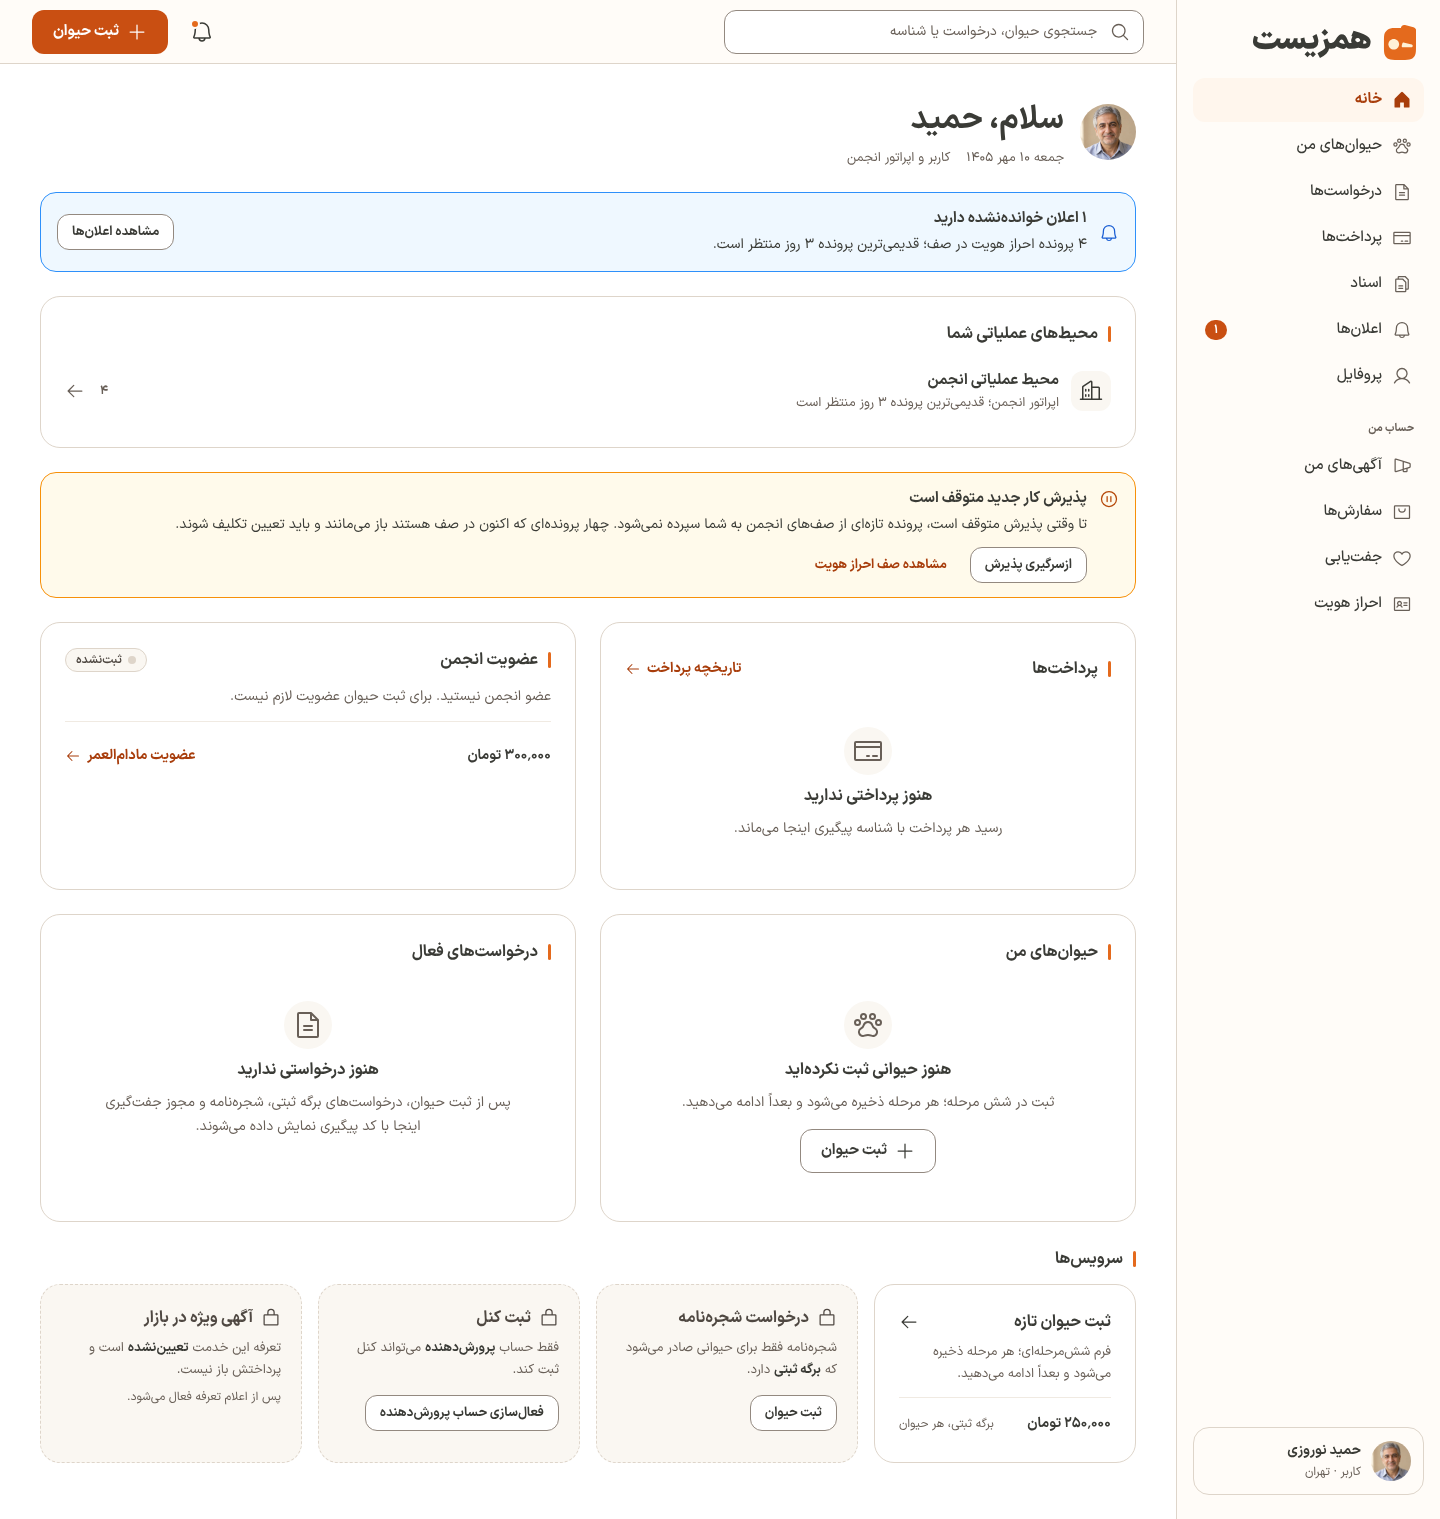 همزیست
خانه
حیوان‌های من
درخواست‌ها
پرداخت‌ها
اسناد
اعلان‌ها
۱
پروفایل
حساب من
آگهی‌های من
سفارش‌ها
جفت‌یابی
احراز هویت
حمید نوروزی
کاربر · تهران
جستجوی حیوان، درخواست یا شناسه
ثبت حیوان
سلام، حمید
جمعه ۱۰ مهر ۱۴۰۵ کاربر و اپراتور انجمن
۱ اعلان خوانده‌نشده دارید
۴ پرونده احراز هویت در صف؛ قدیمی‌ترین پرونده ۳ روز منتظر است.
مشاهده اعلان‌ها
محیط‌های عملیاتی شما
محیط عملیاتی انجمن
اپراتور انجمن؛ قدیمی‌ترین پرونده ۳ روز منتظر است
۴
پذیرش کار جدید متوقف است
تا وقتی پذیرش متوقف است، پرونده تازه‌ای از صف‌های انجمن به شما سپرده نمی‌شود. چهار پرونده‌ای که اکنون در صف هستند باز می‌مانند و باید تعیین تکلیف شوند.
ازسرگیری پذیرش
مشاهده صف احراز هویت
پرداخت‌ها
تاریخچه پرداخت
هنوز پرداختی ندارید
رسید هر پرداخت با شناسه پیگیری اینجا می‌ماند.
عضویت انجمن
ثبت‌نشده
عضو انجمن نیستید. برای ثبت حیوان عضویت لازم نیست.
۳۰۰٬۰۰۰ تومان
عضویت مادام‌العمر
حیوان‌های من
هنوز حیوانی ثبت نکرده‌اید
ثبت در شش مرحله؛ هر مرحله ذخیره می‌شود و بعداً ادامه می‌دهید.
ثبت حیوان
درخواست‌های فعال
هنوز درخواستی ندارید
پس از ثبت حیوان، درخواست‌های برگه ثبتی، شجره‌نامه و مجوز جفت‌گیری
اینجا با کد پیگیری نمایش داده می‌شوند.
سرویس‌ها
ثبت حیوان تازه
فرم شش‌مرحله‌ای؛ هر مرحله ذخیره
می‌شود و بعداً ادامه می‌دهید.
۲۵۰٬۰۰۰ تومان
برگه ثبتی، هر حیوان
درخواست شجره‌نامه
شجره‌نامه فقط برای حیوانی صادر می‌شود
که برگه ثبتی دارد.
ثبت حیوان
ثبت کنل
فقط حساب پرورش‌دهنده می‌تواند کنل
ثبت کند.
فعال‌سازی حساب پرورش‌دهنده
آگهی ویژه در بازار
تعرفه این خدمت تعیین‌نشده است و
پرداختش باز نیست.
پس از اعلام تعرفه فعال می‌شود.